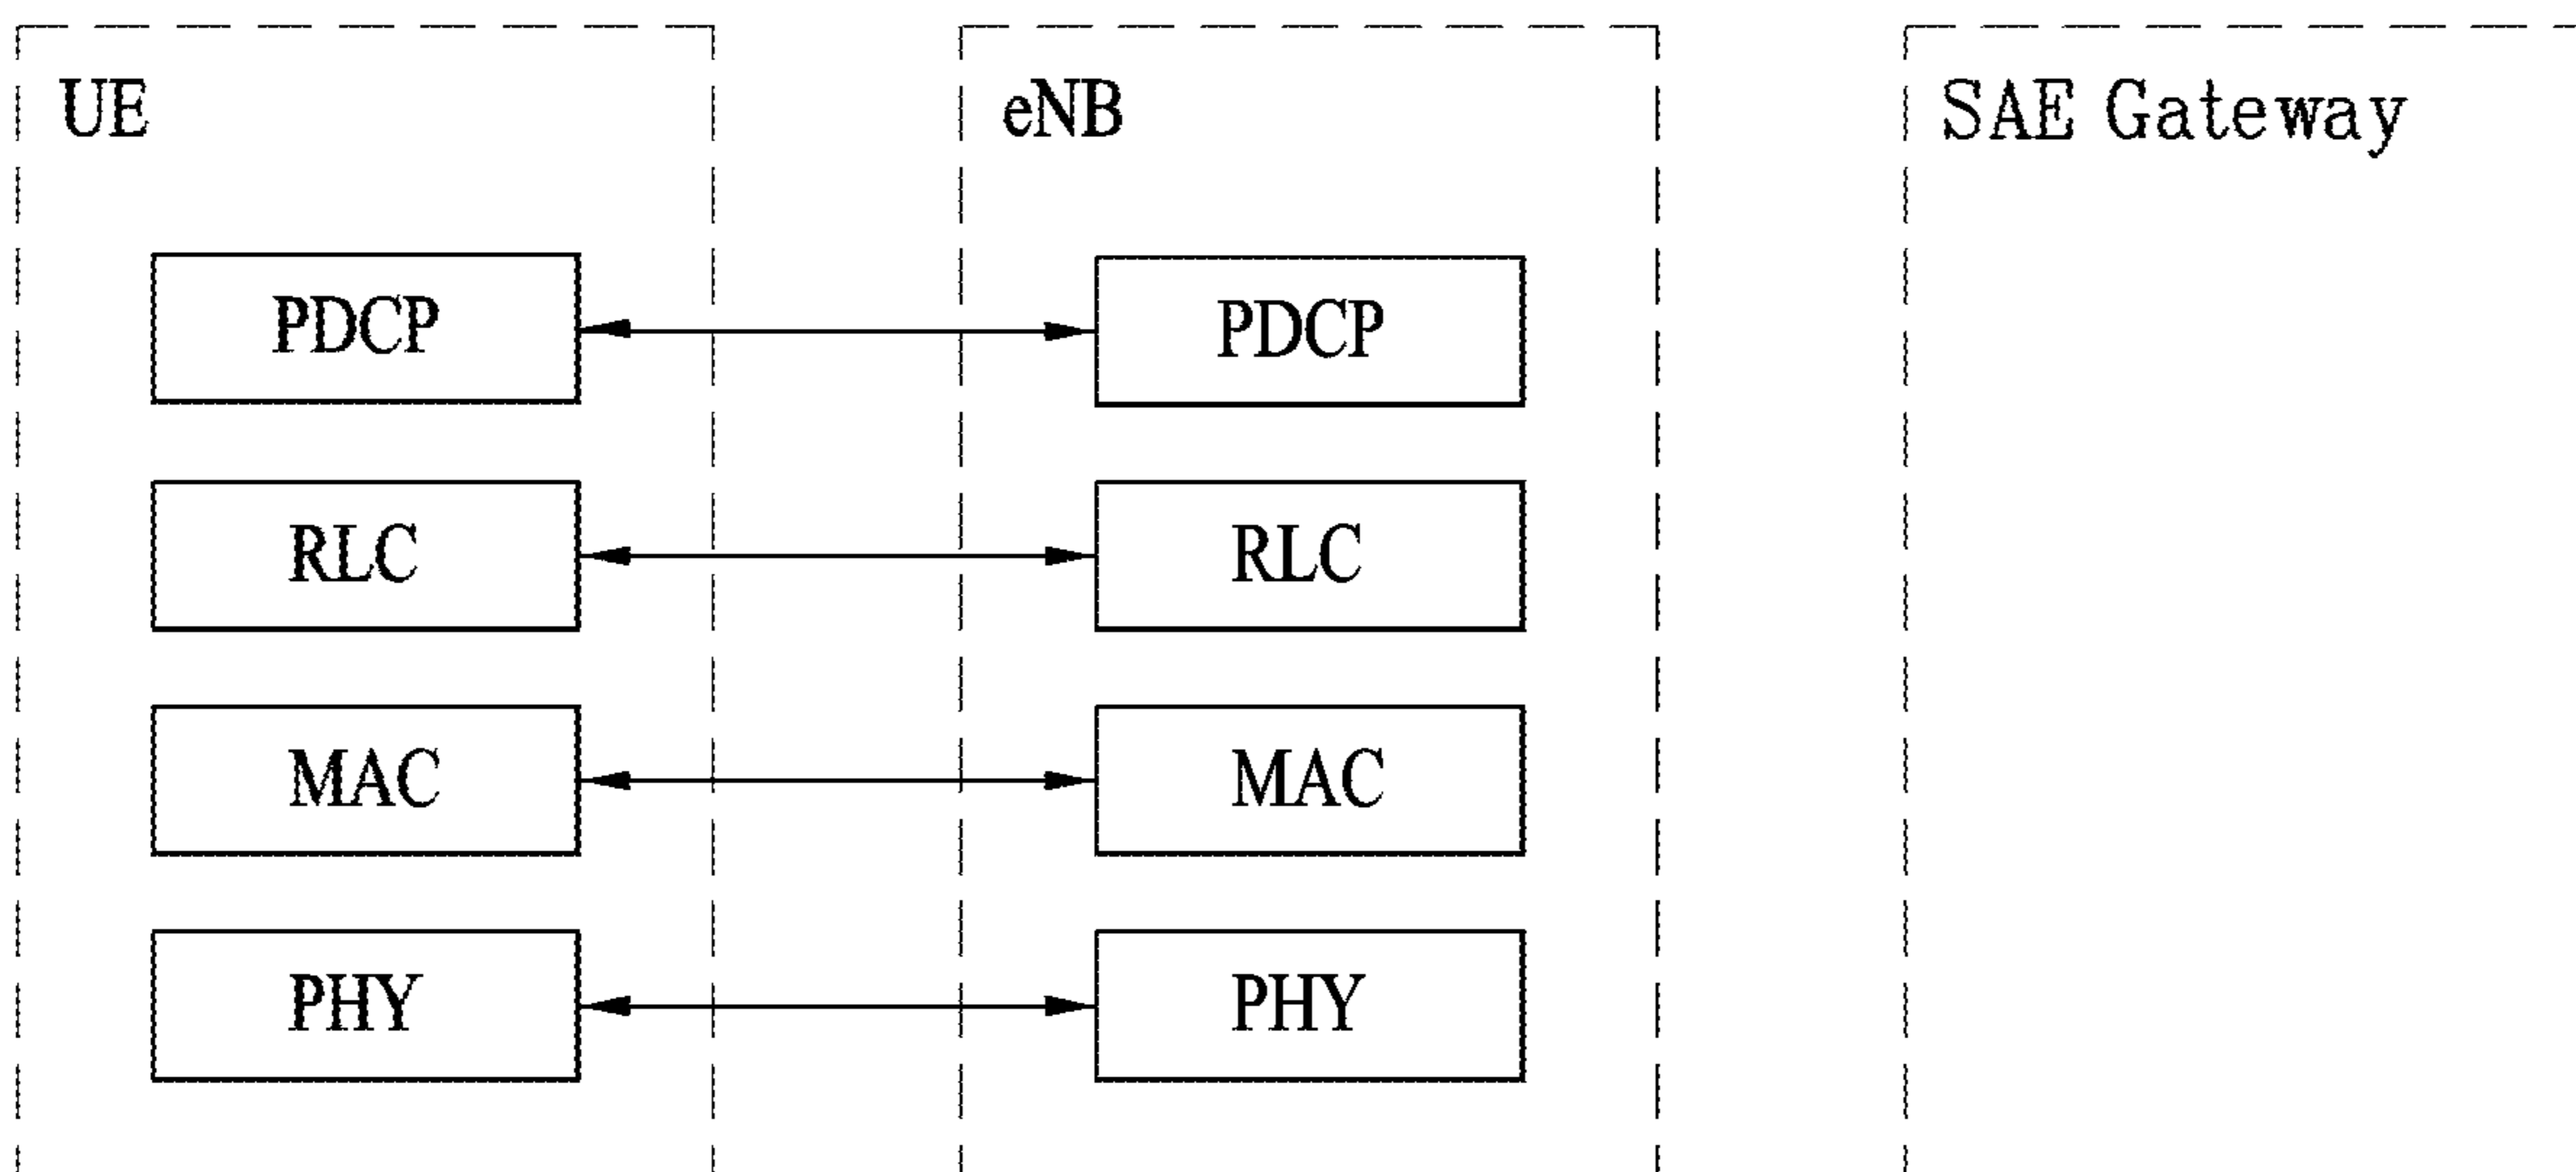 UE
eNB
SAE Gateway
PDCP
PDCP
RLC
RLC
MAC
MAC
PHY
PHY